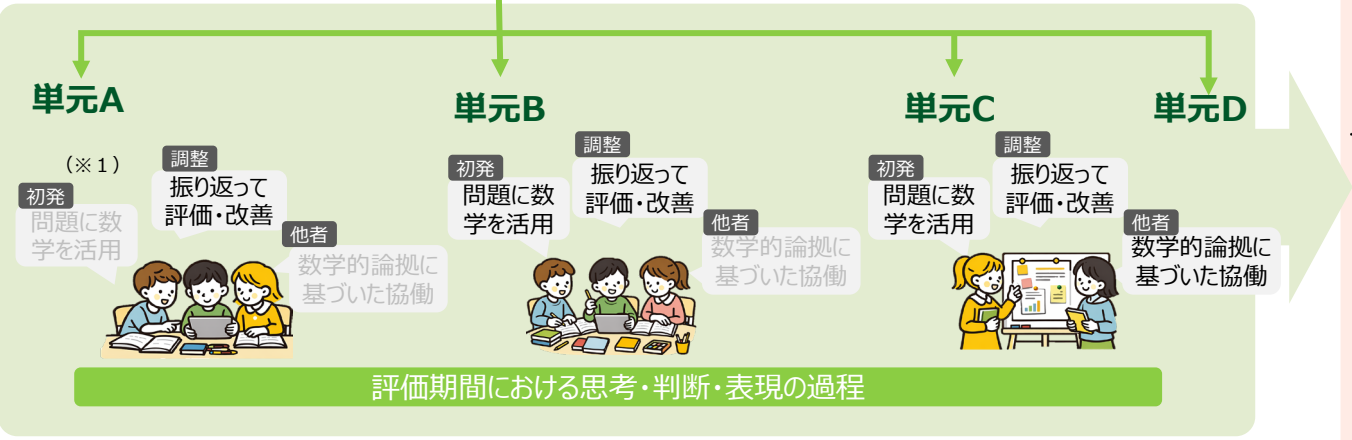 単元A
単元B
単元C
単元D
（※１）
初発
問題に数
学を活用
調整
振り返って
評価・改善
他者
数学的論拠に
基づいた協働
初発
問題に数
学を活用
調整
振り返って
評価・改善
他者
数学的論拠に
基づいた協働
初発
問題に数
学を活用
調整
振り返って
評価・改善
他者
数学的論拠に
基づいた協働
評価期間における思考・判断・表現の過程